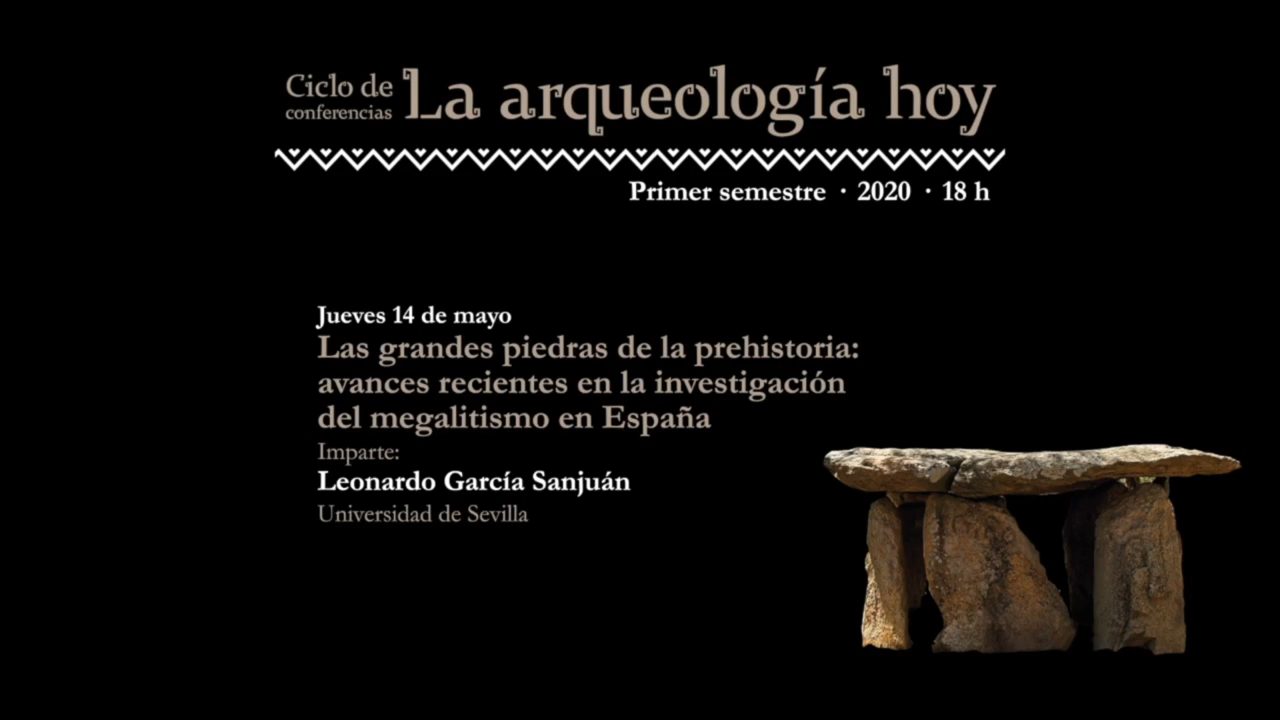 Ciclo de
conferencias
La arqueología hoy
Primer semestre · 2020 · 18 h
Jueves 14 de mayo
Las grandes piedras de la prehistoria:
avances recientes en la investigación
del megalitismo en España
Imparte:
Leonardo García Sanjuán
Universidad de Sevilla